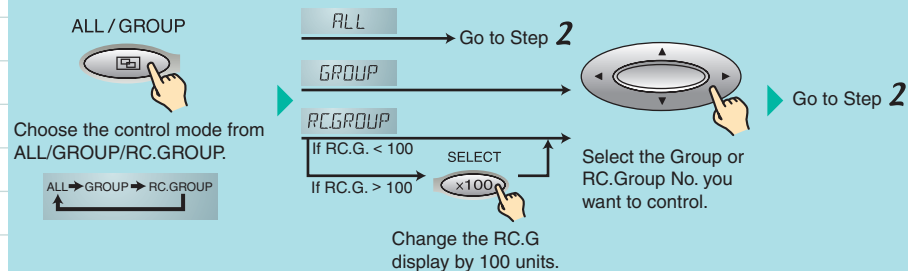 ALL / GROUP
Choose the control mode from
ALL/GROUP/RC.GROUP.
ALL➔GROUP➔RC.GROUP
ALL
Go to Step 2
GROUP
RC.GROUP
If RC.G. < 100
If RC.G. > 100
SELECT
×100
Change the RC.G
display by 100 units.
Select the Group or
RC.Group No. you
want to control.
Go to Step 2